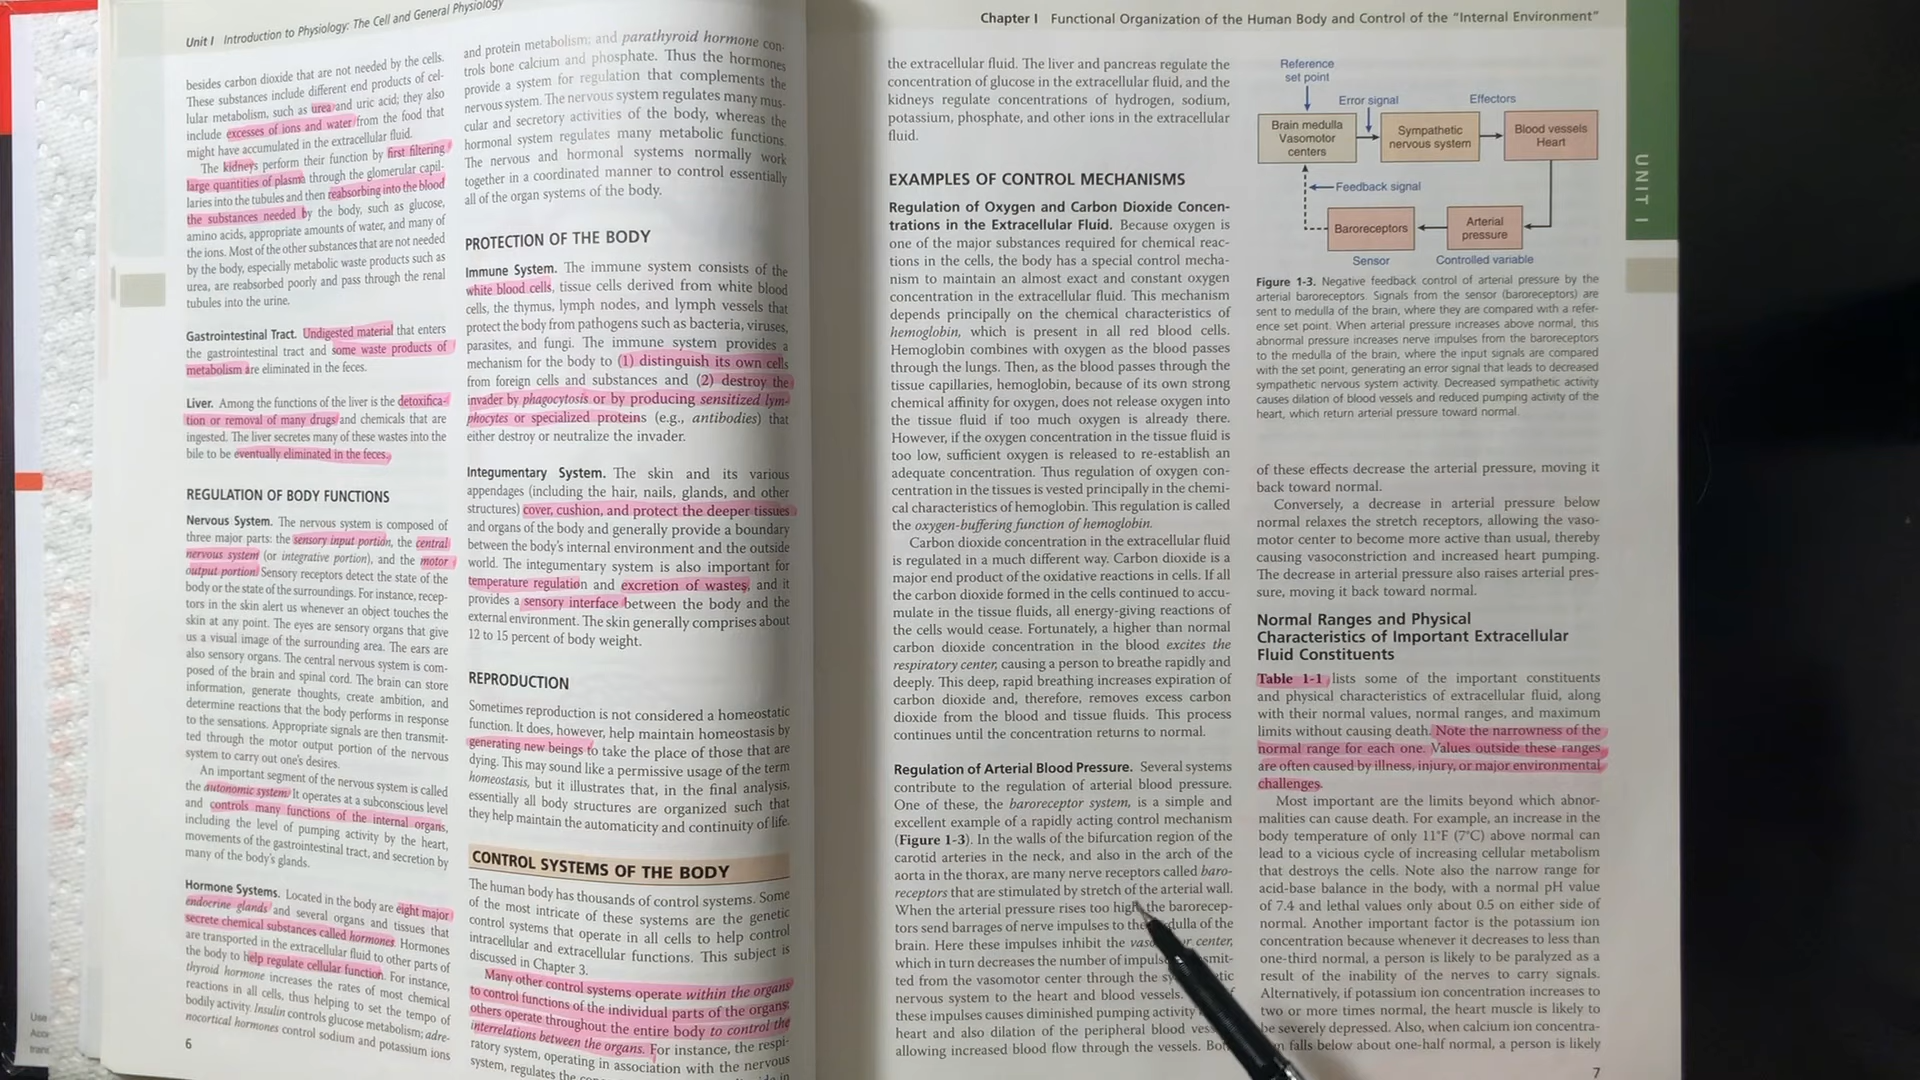 Unit I Introduction to Physiology: The Cell and General Physiology
besides carbon dioxide that are not needed by the cells.
These substances include different end products of cel-
lular metabolism, such as urea and uric acid; they also
include excesses of ions and water from the food that
might have accumulated in the extracellular fluid.
The kidneys perform their function by first filtering
large quantities of plasma through the glomerular capil-
laries into the tubules and then reabsorbing into the blood
the substances needed by the body, such as glucose,
amino acids, appropriate amounts of water, and many of
the ions. Most of the other substances that are not needed
by the body, especially metabolic waste products such as
urea, are reabsorbed poorly and pass through the renal
tubules into the urine.
Gastrointestinal Tract. Undigested material that enters
the gastrointestinal tract and some waste products of
metabolism are eliminated in the feces.
Liver. Among the functions of the liver is the detoxifica-
tion or removal of many drugs and chemicals that are
ingested. The liver secretes many of these wastes into the
bile to be eventually eliminated in the feces.
REGULATION OF BODY FUNCTIONS
Nervous System. The nervous system is composed of
three major parts: the sensory input portion, the central
nervous system (or integrative portion), and the motor
output portion. Sensory receptors detect the state of the
body or the state of the surroundings. For instance, recep-
tors in the skin alert us whenever an object touches the
skin at any point. The eyes are sensory organs that give
us a visual image of the surrounding area. The ears are
also sensory organs. The central nervous system is com-
posed of the brain and spinal cord. The brain can store
information, generate thoughts, create ambition, and
determine reactions that the body performs in response
to the sensations. Appropriate signals are then transmit-
ted through the motor output portion of the nervous
system to carry out one's desires.
An important segment of the nervous system is called
the autonomic system. It operates at a subconscious level
and controls many functions of the internal organs,
including the level of pumping activity by the heart,
movements of the gastrointestinal tract, and secretion by
many of the body's glands.
Hormone Systems. Located in the body are eight major
endocrine glands and several organs and tissues that
secrete chemical substances called hormones. Hormones
are transported in the extracellular fluid to other parts of
the body to help regulate cellular function. For instance,
thyroid hormone increases the rates of most chemical
reactions in all cells, thus helping to set the tempo of
bodily activity. Insulin controls glucose metabolism; adre-
nocortical hormones control sodium and potassium ions
6
and protein metabolism; and parathyroid hormone con-
trols bone calcium and phosphate. Thus the hormones
provide a system for regulation that complements the
nervous system. The nervous system regulates many mus-
cular and secretory activities of the body, whereas the
hormonal system regulates many metabolic functions.
The nervous and hormonal systems normally work
together in a coordinated manner to control essentially
all of the organ systems of the body.
PROTECTION OF THE BODY
Immune System. The immune system consists of the
white blood cells, tissue cells derived from white blood
cells, the thymus, lymph nodes, and lymph vessels that
protect the body from pathogens such as bacteria, viruses,
parasites, and fungi. The immune system provides a
mechanism for the body to (1) distinguish its own cells
from foreign cells and substances and (2) destroy the
invader by phagocytosis or by producing sensitized lym-
phocytes or specialized proteins (e.g., antibodies) that
either destroy or neutralize the invader.
Integumentary System. The skin and its various
appendages (including the hair, nails, glands, and other
structures) cover, cushion, and protect the deeper tissues
and organs of the body and generally provide a boundary
between the body's internal environment and the outside
world. The integumentary system is also important for
temperature regulation and excretion of wastes, and it
provides a sensory interface between the body and the
external environment. The skin generally comprises about
12 to 15 percent of body weight.
REPRODUCTION
Sometimes reproduction is not considered a homeostatic
function. It does, however, help maintain homeostasis by
generating new beings to take the place of those that are
dying. This may sound like a permissive usage of the term
homeostasis, but it illustrates that, in the final analysis,
essentially all body structures are organized such that
they help maintain the automaticity and continuity of life.
CONTROL SYSTEMS OF THE BODY
The human body has thousands of control systems. Some
of the most intricate of these systems are the genetic
control systems that operate in all cells to help control
intracellular and extracellular functions. This subject is
discussed in Chapter 3.
Many other control systems operate within the organs
to control functions of the individual parts of the organs;
others operate throughout the entire body to control the
interrelations between the organs. For instance, the respi-
ratory system, operating in association with the nervous
system, regulates the
Chapter 1 Functional Organization of the Human Body and Control of the "Internal Environment"
the extracellular fluid. The liver and pancreas regulate the
concentration of glucose in the extracellular fluid, and the
kidneys regulate concentrations of hydrogen, sodium,
potassium, phosphate, and other ions in the extracellular
fluid.
EXAMPLES OF CONTROL MECHANISMS
Regulation of Oxygen and Carbon Dioxide Concen-
trations in the Extracellular Fluid. Because oxygen is
one of the major substances required for chemical reac-
tions in the cells, the body has a special control mecha-
nism to maintain an almost exact and constant oxygen
concentration in the extracellular fluid. This mechanism
depends principally on the chemical characteristics of
hemoglobin, which is present in all red blood cells.
Hemoglobin combines with oxygen as the blood passes
through the lungs. Then, as the blood passes through the
tissue capillaries, hemoglobin, because of its own strong
chemical affinity for oxygen, does not release oxygen into
the tissue fluid if too much oxygen is already there.
However, if the oxygen concentration in the tissue fluid is
too low, sufficient oxygen is released to re-establish an
adequate concentration. Thus regulation of oxygen con-
centration in the tissues is vested principally in the chemi-
cal characteristics of hemoglobin. This regulation is called
the oxygen-buffering function of hemoglobin.
Carbon dioxide concentration in the extracellular fluid
is regulated in a much different way. Carbon dioxide is a
major end product of the oxidative reactions in cells. If all
the carbon dioxide formed in the cells continued to accu-
mulate in the tissue fluids, all energy-giving reactions of
the cells would cease. Fortunately, a higher than normal
carbon dioxide concentration in the blood excites the
respiratory center, causing a person to breathe rapidly and
deeply. This deep, rapid breathing increases expiration of
carbon dioxide and, therefore, removes excess carbon
dioxide from the blood and tissue fluids. This process
continues until the concentration returns to normal.
Regulation of Arterial Blood Pressure. Several systems
contribute to the regulation of arterial blood pressure.
One of these, the baroreceptor system, is a simple and
excellent example of a rapidly acting control mechanism
(Figure 1-3). In the walls of the bifurcation region of the
carotid arteries in the neck, and also in the arch of the
aorta in the thorax, are many nerve receptors called baro-
receptors that are stimulated by stretch of the arterial wall.
When the arterial pressure rises too high, the barorecep-
tors send barrages of nerve impulses to the medulla of the
brain. Here these impulses inhibit the center,
which in turn decreases the number of
ted from the vasomotor center through the
nervous system to the heart and blood vessels.
these impulses causes diminished pumping activity
heart and also dilation of the peripheral blood
allowing increased blood flow through the vessels.
Reference
set point
Error signal
Effectors
Brain medulla
Vasomotor
centers
Sympathetic
nervous system
Blood vessels
Heart
Feedback signal
Baroreceptors
Arterial
pressure
Sensor
Controlled variable
Figure 1-3. Negative feedback control of arterial pressure by the
arterial baroreceptors. Signals from the sensor (baroreceptors) are
sent to medulla of the brain, where they are compared with a refer-
ence set point. When arterial pressure increases above normal, this
abnormal pressure increases nerve impulses from the baroreceptors
to the medulla of the brain, where the input signals are compared
with the set point, generating an error signal that leads to decreased
sympathetic nervous system activity. Decreased sympathetic activity
causes dilation of blood vessels and reduced pumping activity of the
heart, which return arterial pressure toward normal.
of these effects decrease the arterial pressure, moving it
back toward normal.
Conversely, a decrease in arterial pressure below
normal relaxes the stretch receptors, allowing the vaso-
motor center to become more active than usual, thereby
causing vasoconstriction and increased heart pumping.
The decrease in arterial pressure also raises arterial pres-
sure, moving it back toward normal.
Normal Ranges and Physical
Characteristics of Important Extracellular
Fluid Constituents
Table 1-1 lists some of the important constituents
and physical characteristics of extracellular fluid, along
with their normal values, normal ranges, and maximum
limits without causing death. Note the narrowness of the
normal range for each one. Values outside these ranges
are often caused by illness, injury, or major environmental
challenges.
Most important are the limits beyond which abnor-
malities can cause death. For example, an increase in the
body temperature of only 11°F (7°C) above normal can
lead to a vicious cycle of increasing cellular metabolism
that destroys the cells. Note also the narrow range for
acid-base balance in the body, with a normal pH value
of 7.4 and lethal values only about 0.5 on either side of
normal. Another important factor is the potassium ion
concentration because whenever it decreases to less than
one-third normal, a person is likely to be paralyzed as a
result of the inability of the nerves to carry signals.
Alternatively, if potassium ion concentration increases to
two or more times normal, the heart muscle is likely to
be severely depressed. Also, when calcium ion concentra-
falls below about one-half normal, a person is likely
7
UNIT I